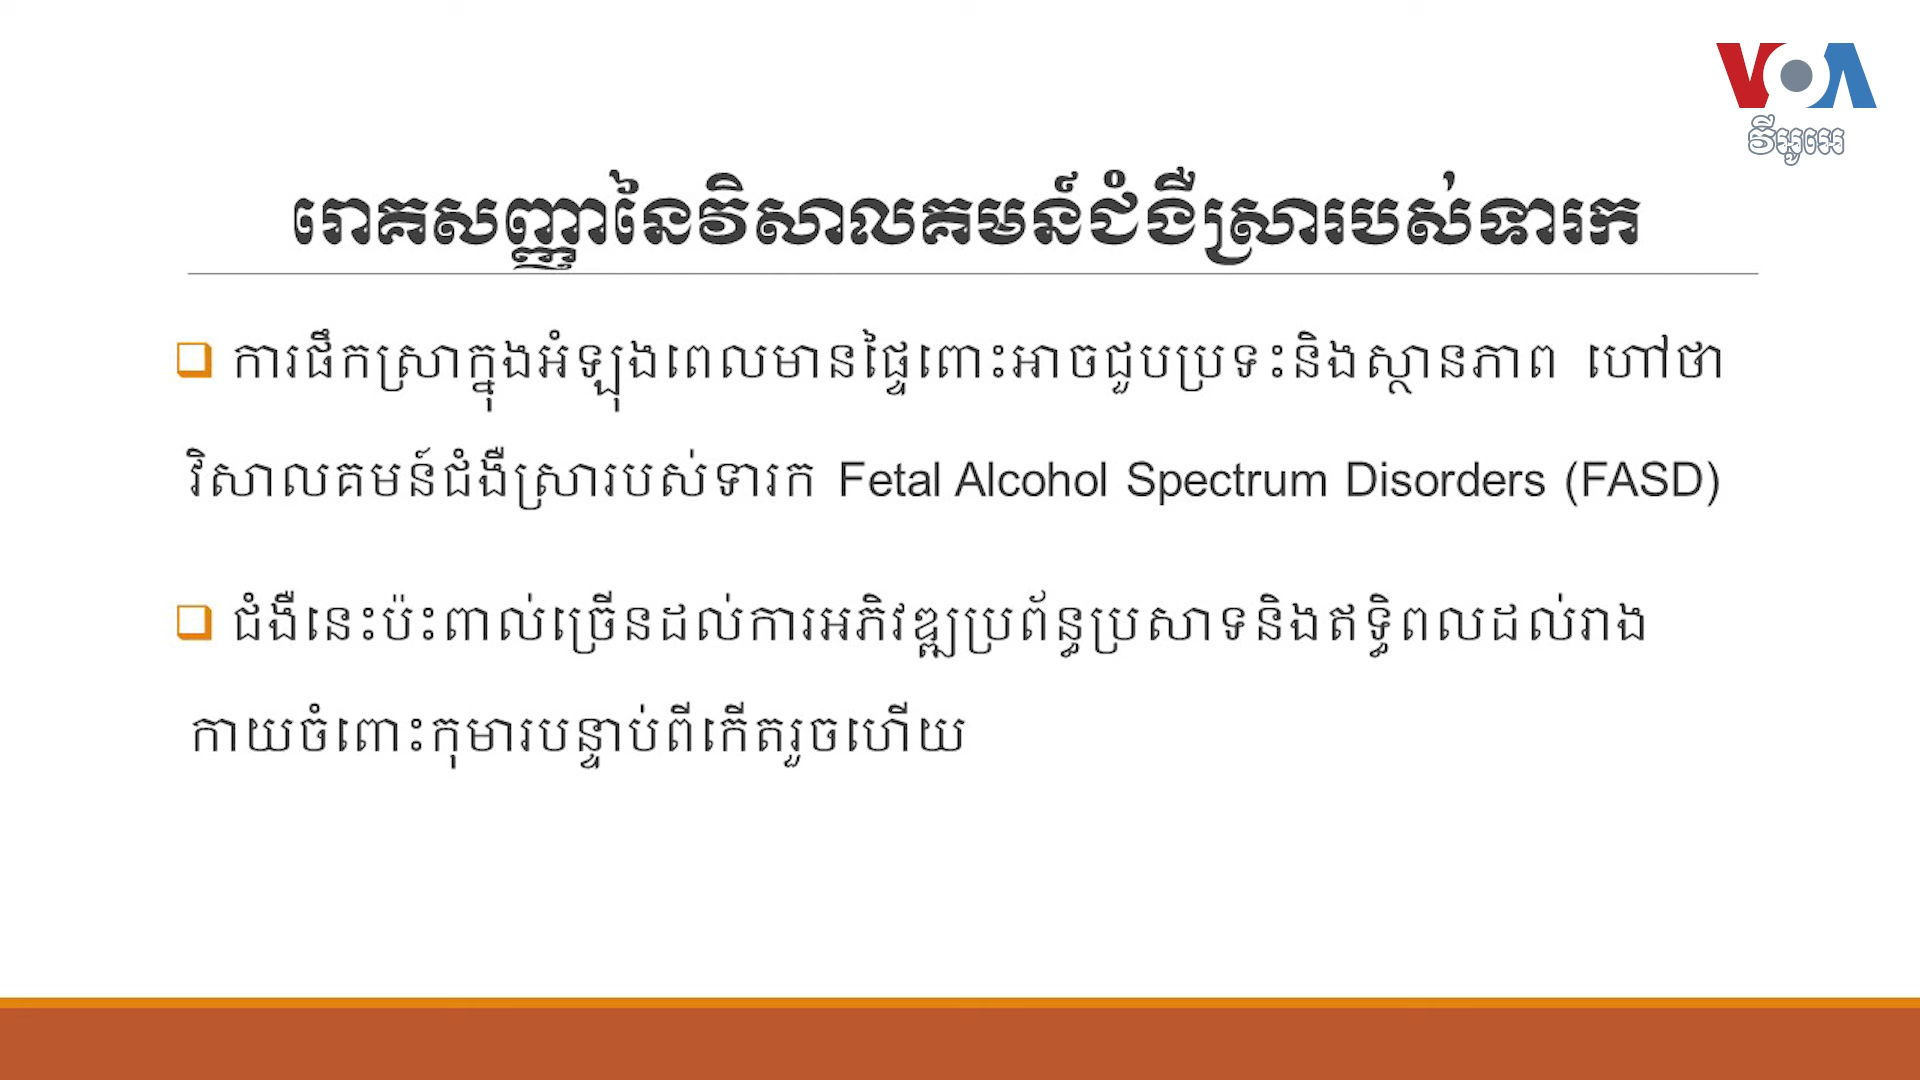 VOA
វីអូអេ
រោគសញ្ញានៃវិសាលគមន៍ជំងឺស្រារបស់ទារក
ការផឹកស្រាក្នុងអំឡុងពេលមានផ្ទៃពោះអាចជួបប្រទះនិងស្ថានភាព ហៅថា
វិសាលគមន៍ជំងឺស្រារបស់ទារក Fetal Alcohol Spectrum Disorders (FASD)
ជំងឺនេះប៉ះពាល់ច្រើនដល់ការអភិវឌ្ឍប្រព័ន្ធប្រសាទនិងឥទ្ធិពលដល់រាង
កាយចំពោះកុមារបន្ទាប់ពីកើតរួចហើយ